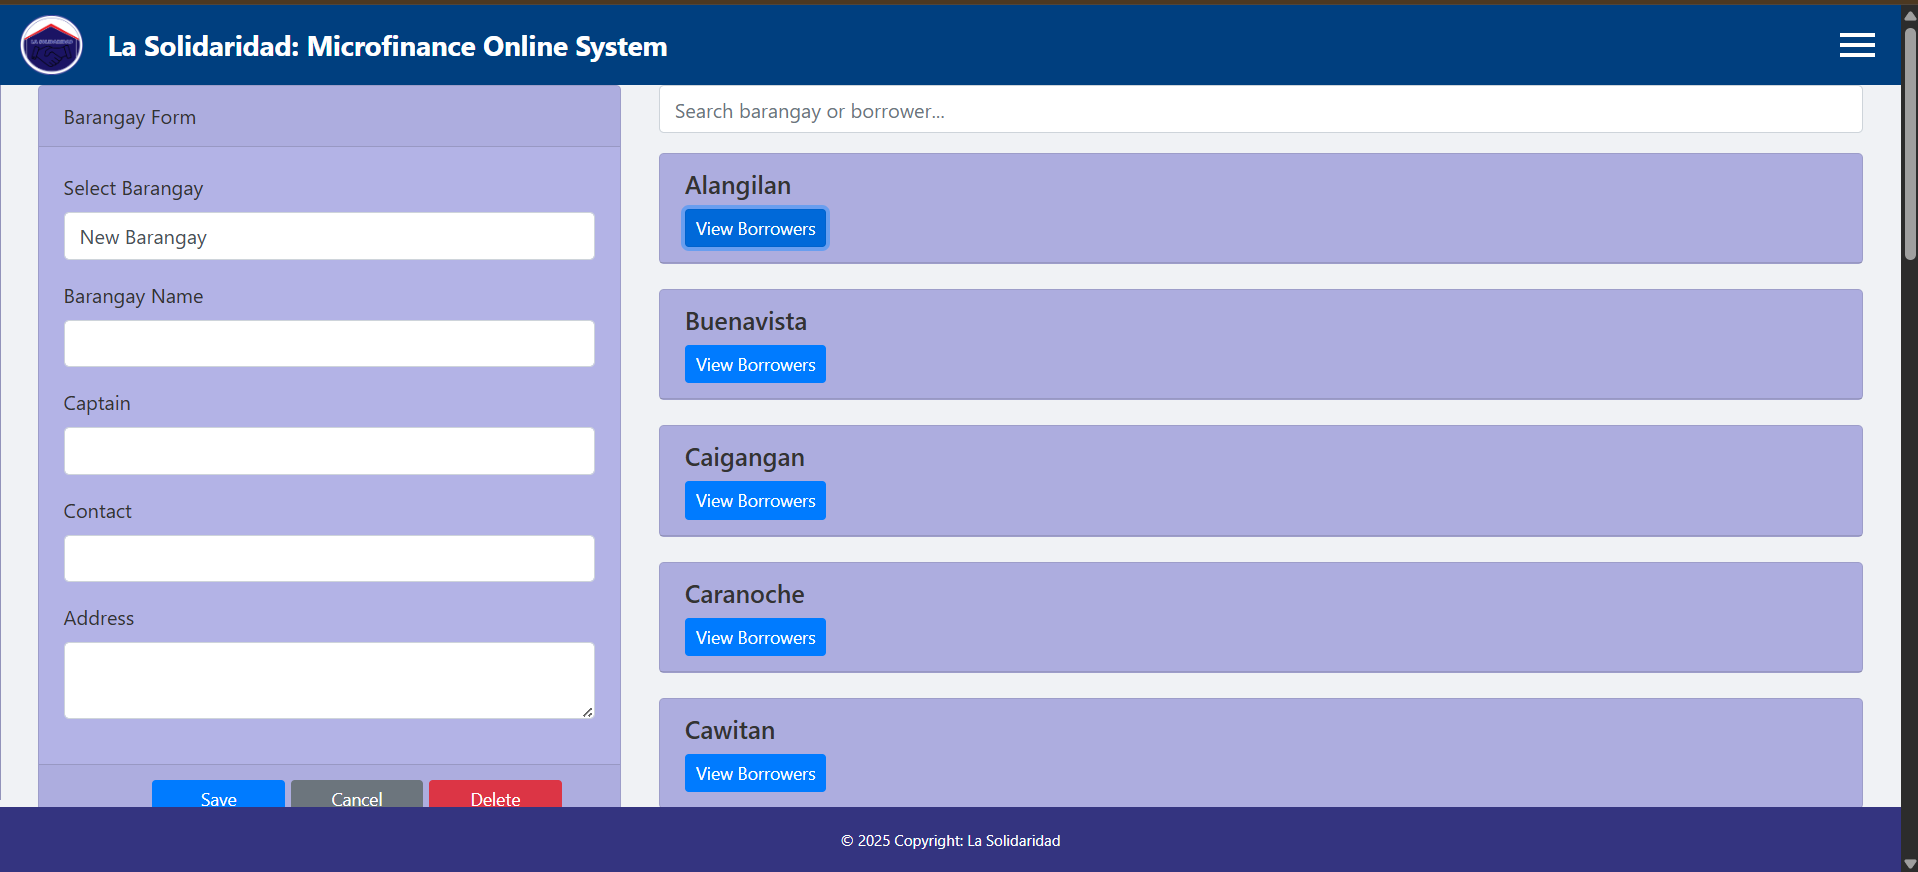 LA SOLIDARIDAD
La Solidaridad: Microfinance Online System
Barangay Form
Select Barangay
New Barangay
Barangay Name
Captain
Contact
Address
Save Cancel Delete
Search barangay or borrower...
Alangilan
View Borrowers
Buenavista
View Borrowers
Caigangan
View Borrowers
Caranoche
View Borrowers
Cawitan
View Borrowers
© 2025 Copyright: La Solidaridad